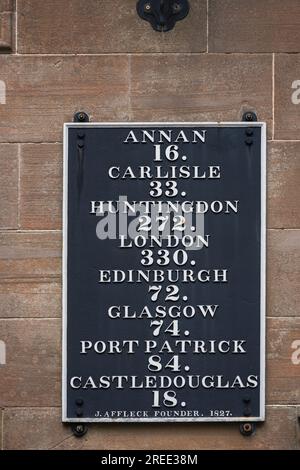 ANNAN
16.
CARLISLE
33.
HUNTINGDON
272.
LONDON
330.
EDINBURGH
72.
GLASGOW
74.
PORT PATRICK
84.
CASTLEDOUGLAS
18.
J. AFFLECK FOUNDER. 1827.
alamy